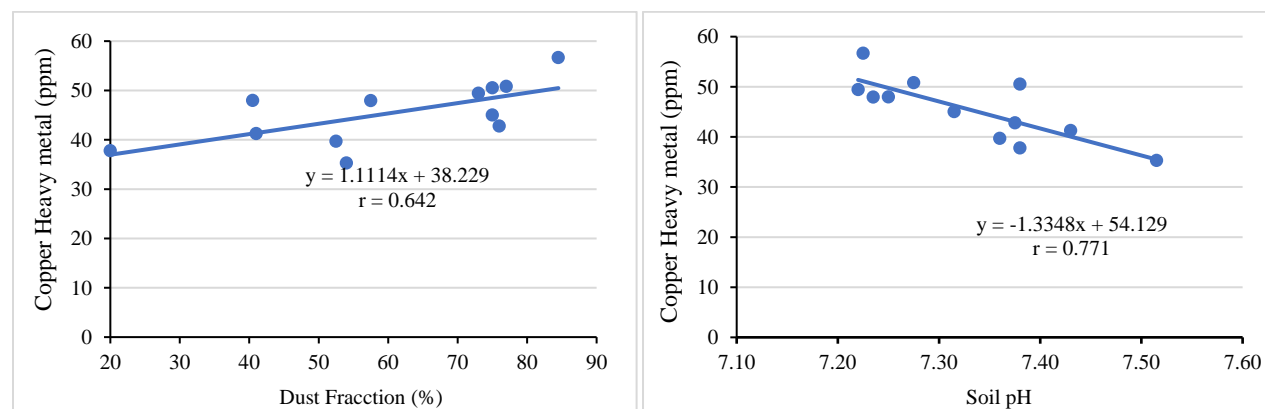 60
50
40
30
20
10
0
20 30 40 50 60 70 80 90
Copper Heavy metal (ppm)
Dust Fracction (%)
y = 1.1114x + 38.229
r = 0.642
60
50
40
30
20
10
0
7.10 7.20 7.30 7.40 7.50 7.60
Copper Heavy metal (ppm)
Soil pH
y = -1.3348x + 54.129
r = 0.771